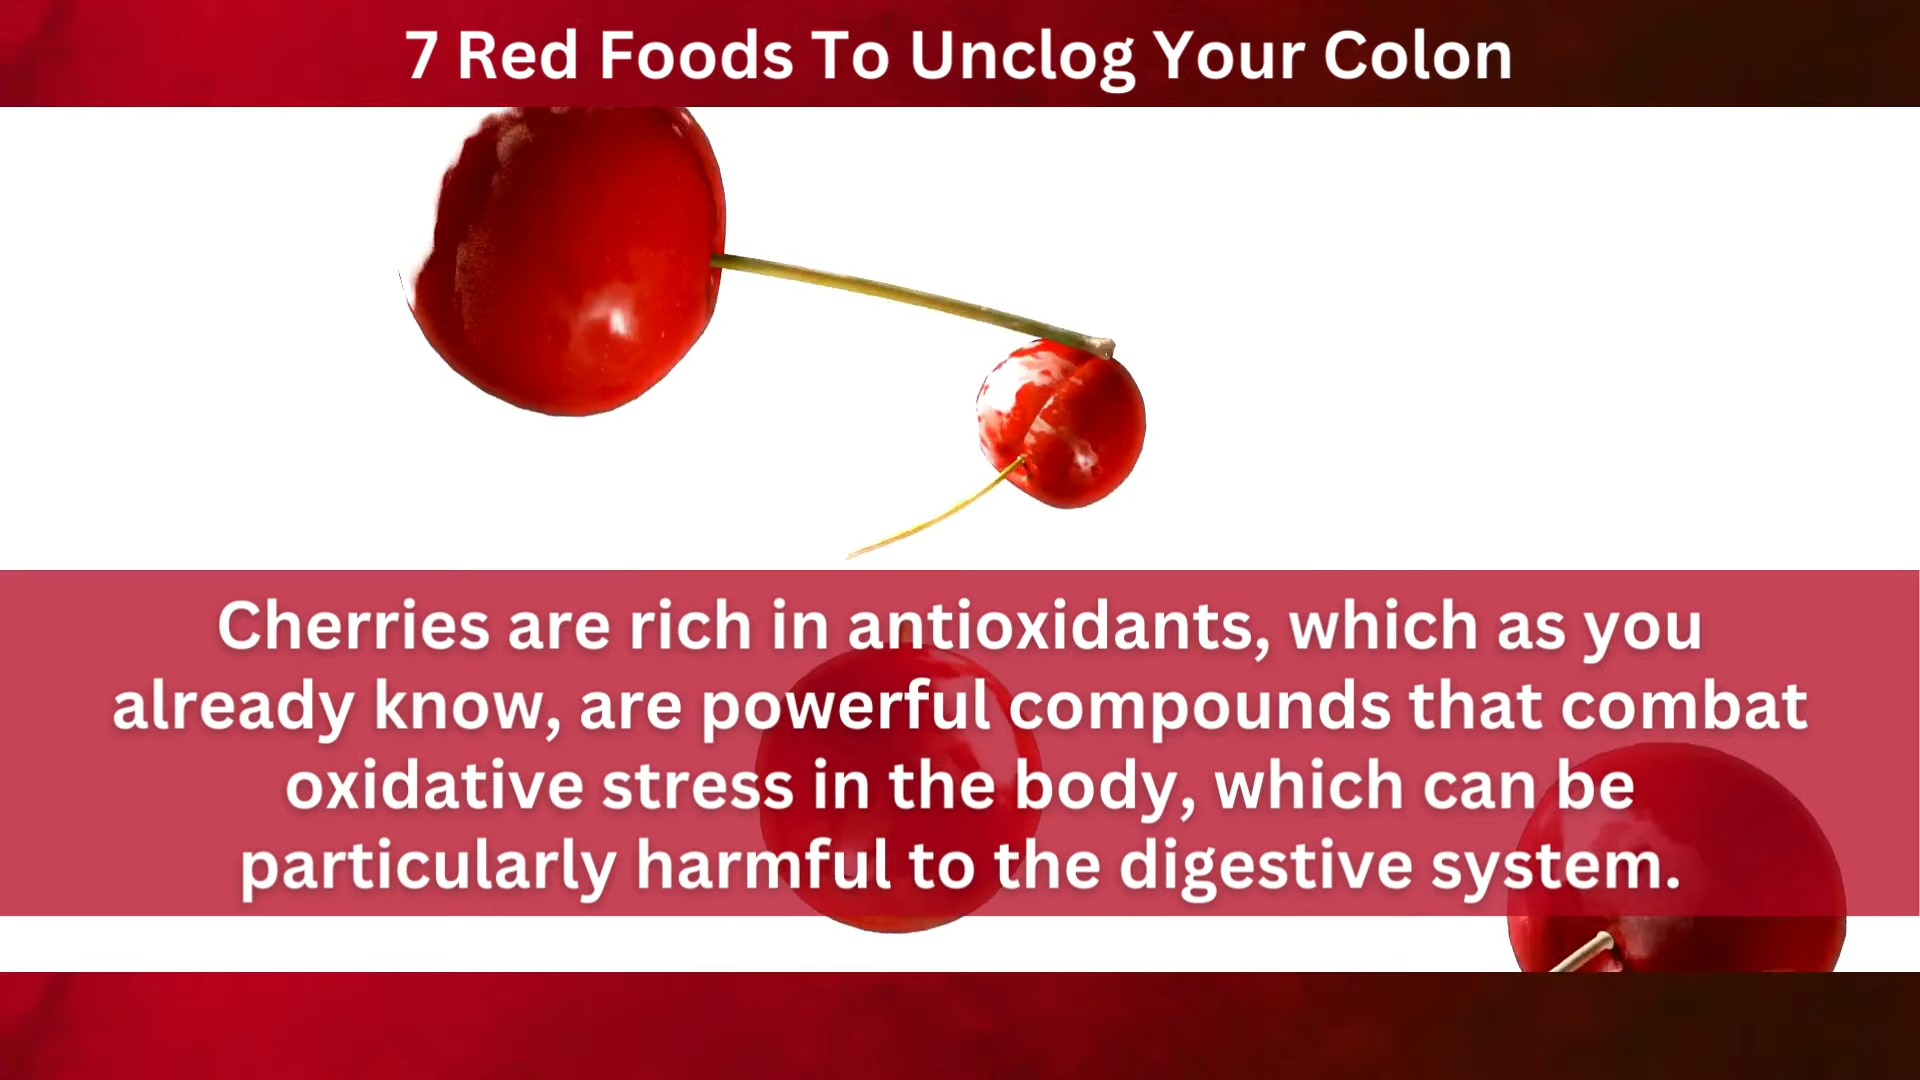 7 Red Foods To Unclog Your Colon
Cherries are rich in antioxidants, which as you
already know, are powerful compounds that combat
oxidative stress in the body, which can be
particularly harmful to the digestive system.